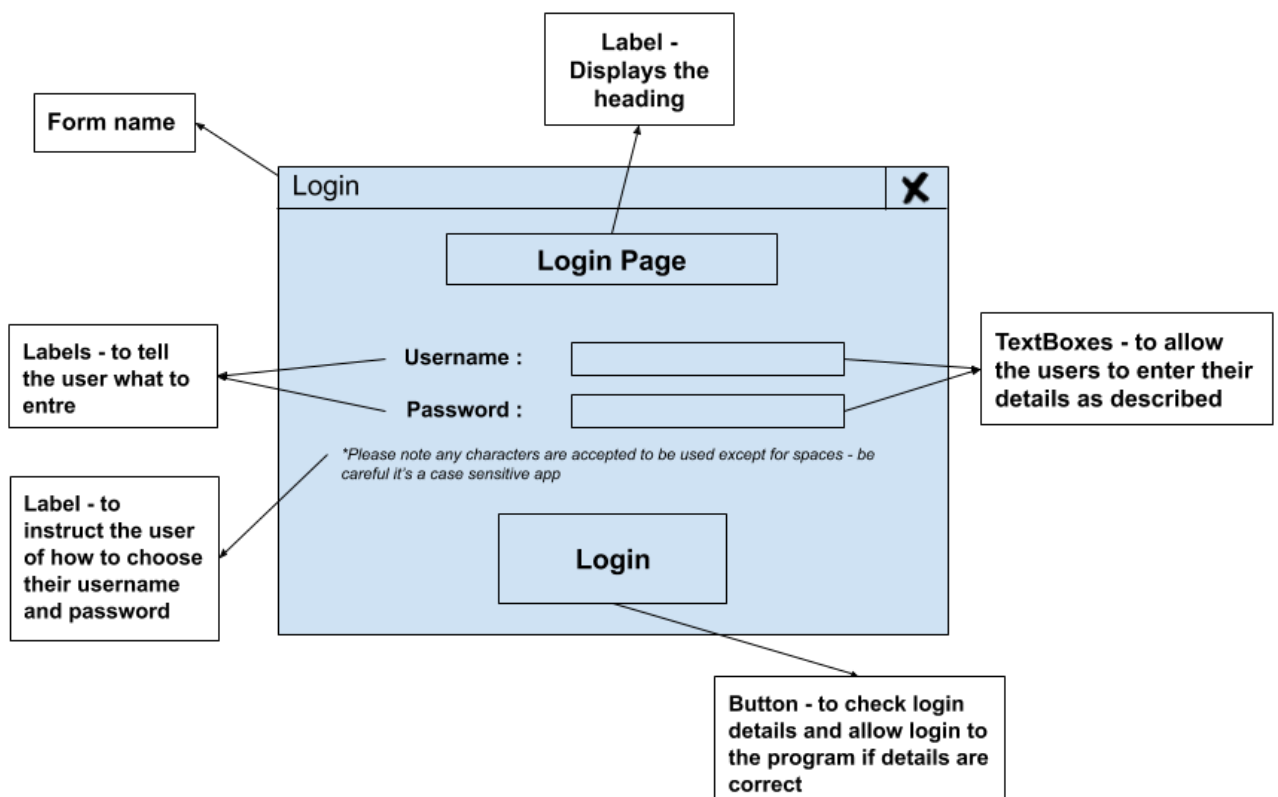 Label -
Displays the
heading
Form name
Login
Login Page
Labels - to tell
the user what to
entre
Username :
Password :
TextBoxes - to allow
the users to enter their
details as described
*Please note any characters are accepted to be used except for spaces - be
careful it's a case sensitive app
Label - to
instruct the user
of how to choose
their username
and password
Login
Button - to check login
details and allow login to
the program if details are
correct